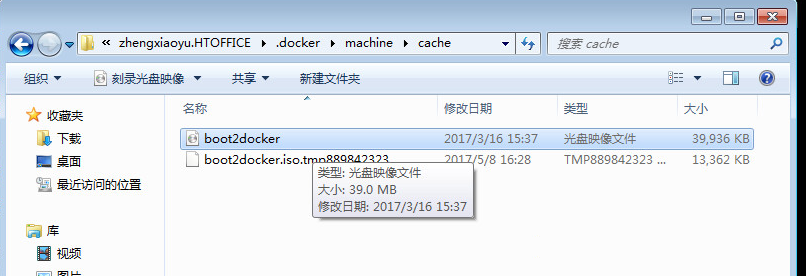 « zhengxiaoyu.HTOFFICE ▸ .docker ▸ machine ▸ cache
搜索 cache
组织 刻录光盘映像 共享 新建文件夹
收藏夹
下载
桌面
最近访问的位置
库
视频
图片
名称 修改日期 类型 大小
boot2docker 2017/3/16 15:37 光盘映像文件 39,936 KB
boot2docker.iso.tmp889842323 2017/5/8 16:28 TMP889842323 ... 13,362 KB
类型: 光盘映像文件
大小: 39.0 MB
修改日期: 2017/3/16 15:37